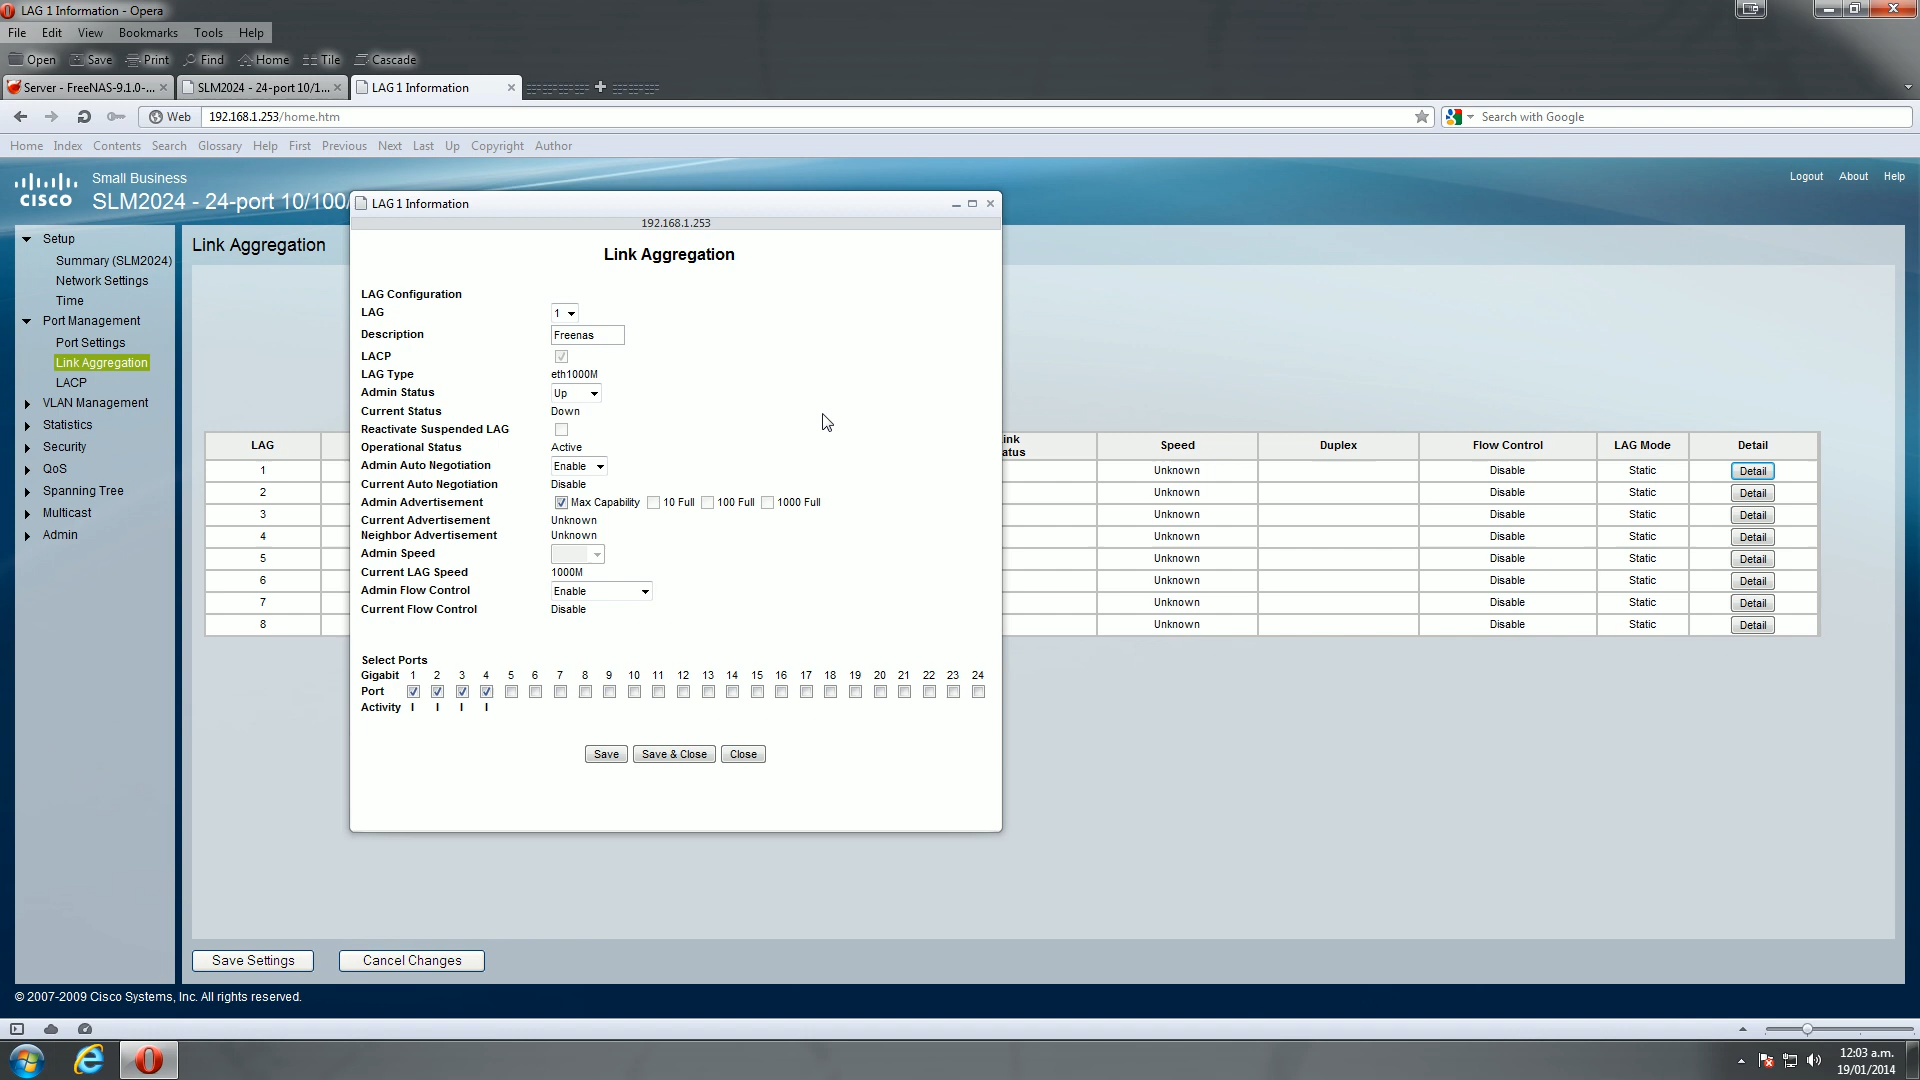 LAG 1 Information - Opera
File Edit View Bookmarks Tools Help
Open Save Print Find Home Tile Cascade
Server - FreeNAS-9.1.0-... SLM2024 - 24-port 10/1... LAG 1 Information
Web 192.168.1.253/home.htm Search with Google
Home Index Contents Search Glossary Help First Previous Next Last Up Copyright Author
Small Business
CISCO SLM2024 - 24-port 10/100/
Logout About Help
Setup
Summary (SLM2024)
Network Settings
Time
Port Management
Port Settings
Link Aggregation
LACP
VLAN Management
Statistics
Security
QoS
Spanning Tree
Multicast
Admin
Link Aggregation
LAG 1 Information
192.168.1.253
Link Aggregation
LAG Configuration
LAG 1
Description Freenas
LACP
LAG Type eth1000M
Admin Status Up
Current Status Down
Reactivate Suspended LAG
Operational Status Active
Admin Auto Negotiation Enable
Current Auto Negotiation Disable
Admin Advertisement Max Capability 10 Full 100 Full 1000 Full
Current Advertisement Unknown
Neighbor Advertisement Unknown
Admin Speed
Current LAG Speed 1000M
Admin Flow Control Enable
Current Flow Control Disable
Select Ports
Gigabit 1 2 3 4 5 6 7 8 9 10 11 12 13 14 15 16 17 18 19 20 21 22 23 24
Port
Activity I I I I
Save Save & Close Close
LAG Speed Duplex Flow Control LAG Mode Detail
1 Unknown Disable Static Detail
2 Unknown Disable Static Detail
3 Unknown Disable Static Detail
4 Unknown Disable Static Detail
5 Unknown Disable Static Detail
6 Unknown Disable Static Detail
7 Unknown Disable Static Detail
8 Unknown Disable Static Detail
Save Settings Cancel Changes
© 2007-2009 Cisco Systems, Inc. All rights reserved.
12:03 a.m.
19/01/2014